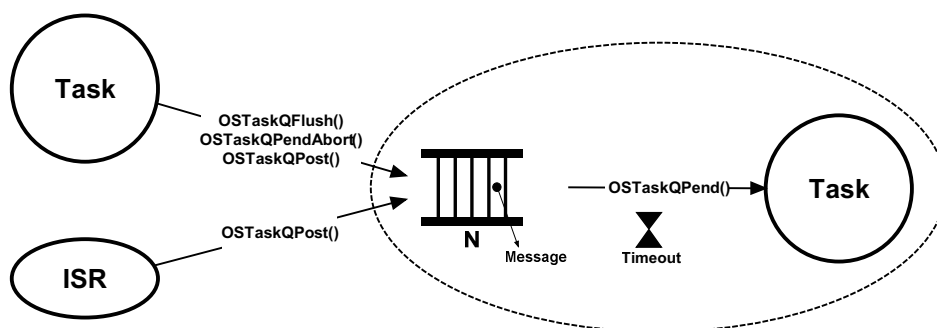 Task
OSTaskQFlush()
OSTaskQPendAbort()
OSTaskQPost()
OSTaskQPend()
Task
OSTaskQPost()
N
Message
Timeout
ISR